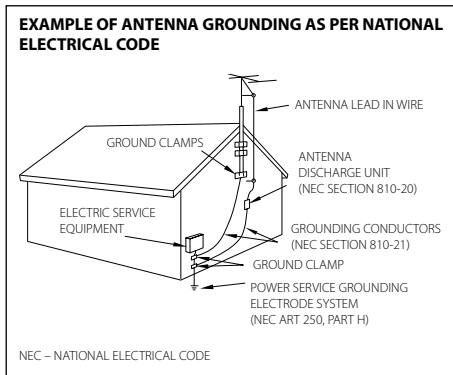 EXAMPLE OF ANTENNA GROUNDING AS PER NATIONAL
ELECTRICAL CODE
ANTENNA LEAD IN WIRE
GROUND CLAMPS
ANTENNA
DISCHARGE UNIT
(NEC SECTION 810-20)
ELECTRIC SERVICE
EQUIPMENT
GROUNDING CONDUCTORS
(NEC SECTION 810-21)
GROUND CLAMP
POWER SERVICE GROUNDING
ELECTRODE SYSTEM
(NEC ART 250, PART H)
NEC – NATIONAL ELECTRICAL CODE